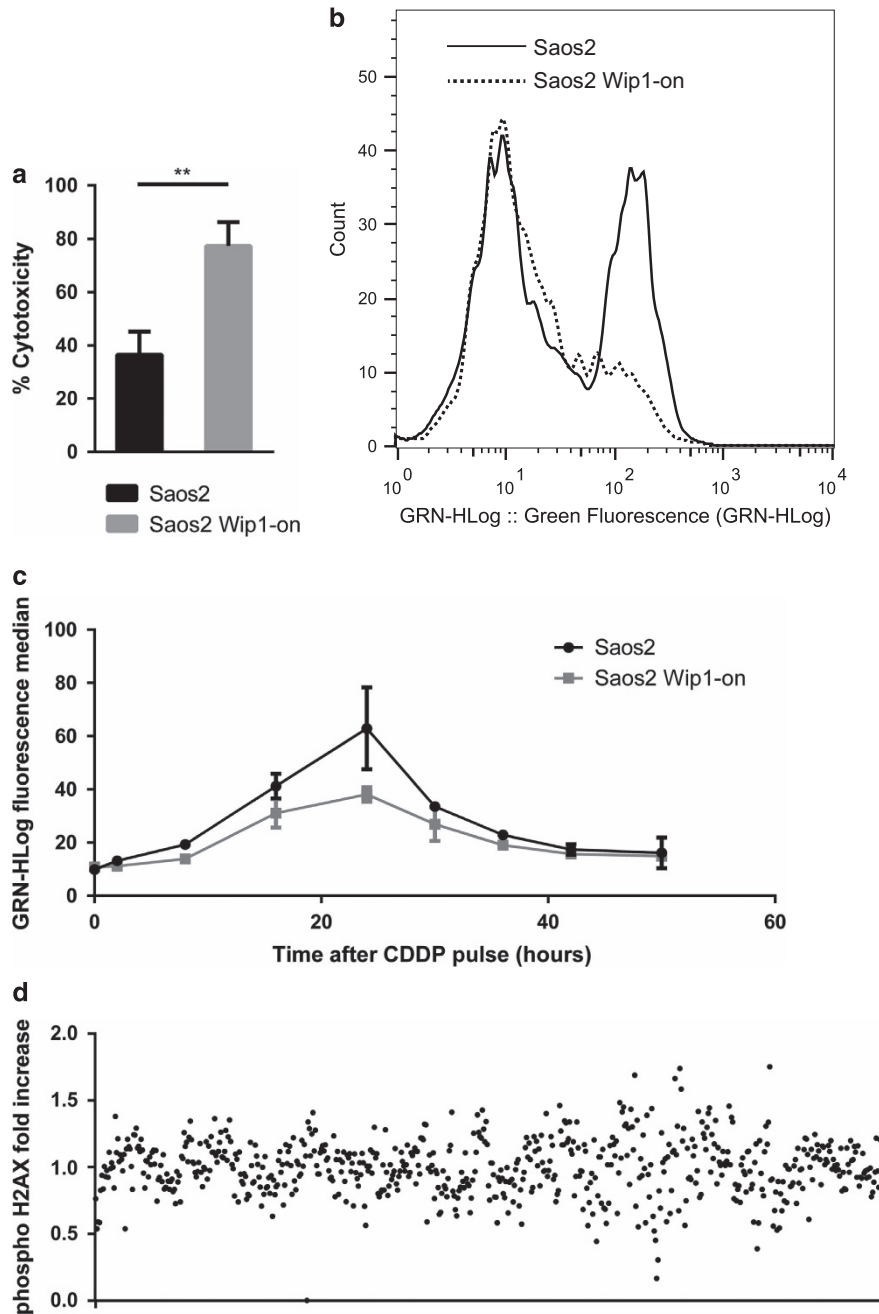 a
**
100
80
60
40
20
0
% Cytotoxicity
Saos2
Saos2 Wip1-on
b
Saos2
Saos2 Wip1-on
50
40
30
20
10
0
Count
10^0 10^1 10^2 10^3 10^4
GRN-HLog :: Green Fluorescence (GRN-HLog)
c
100
80
60
40
20
0
GRN-HLog fluorescence median
Saos2
Saos2 Wip1-on
0 20 40 60
Time after CDDP pulse (hours)
d
2.0
1.5
1.0
0.5
0.0
phospho H2AX fold increase